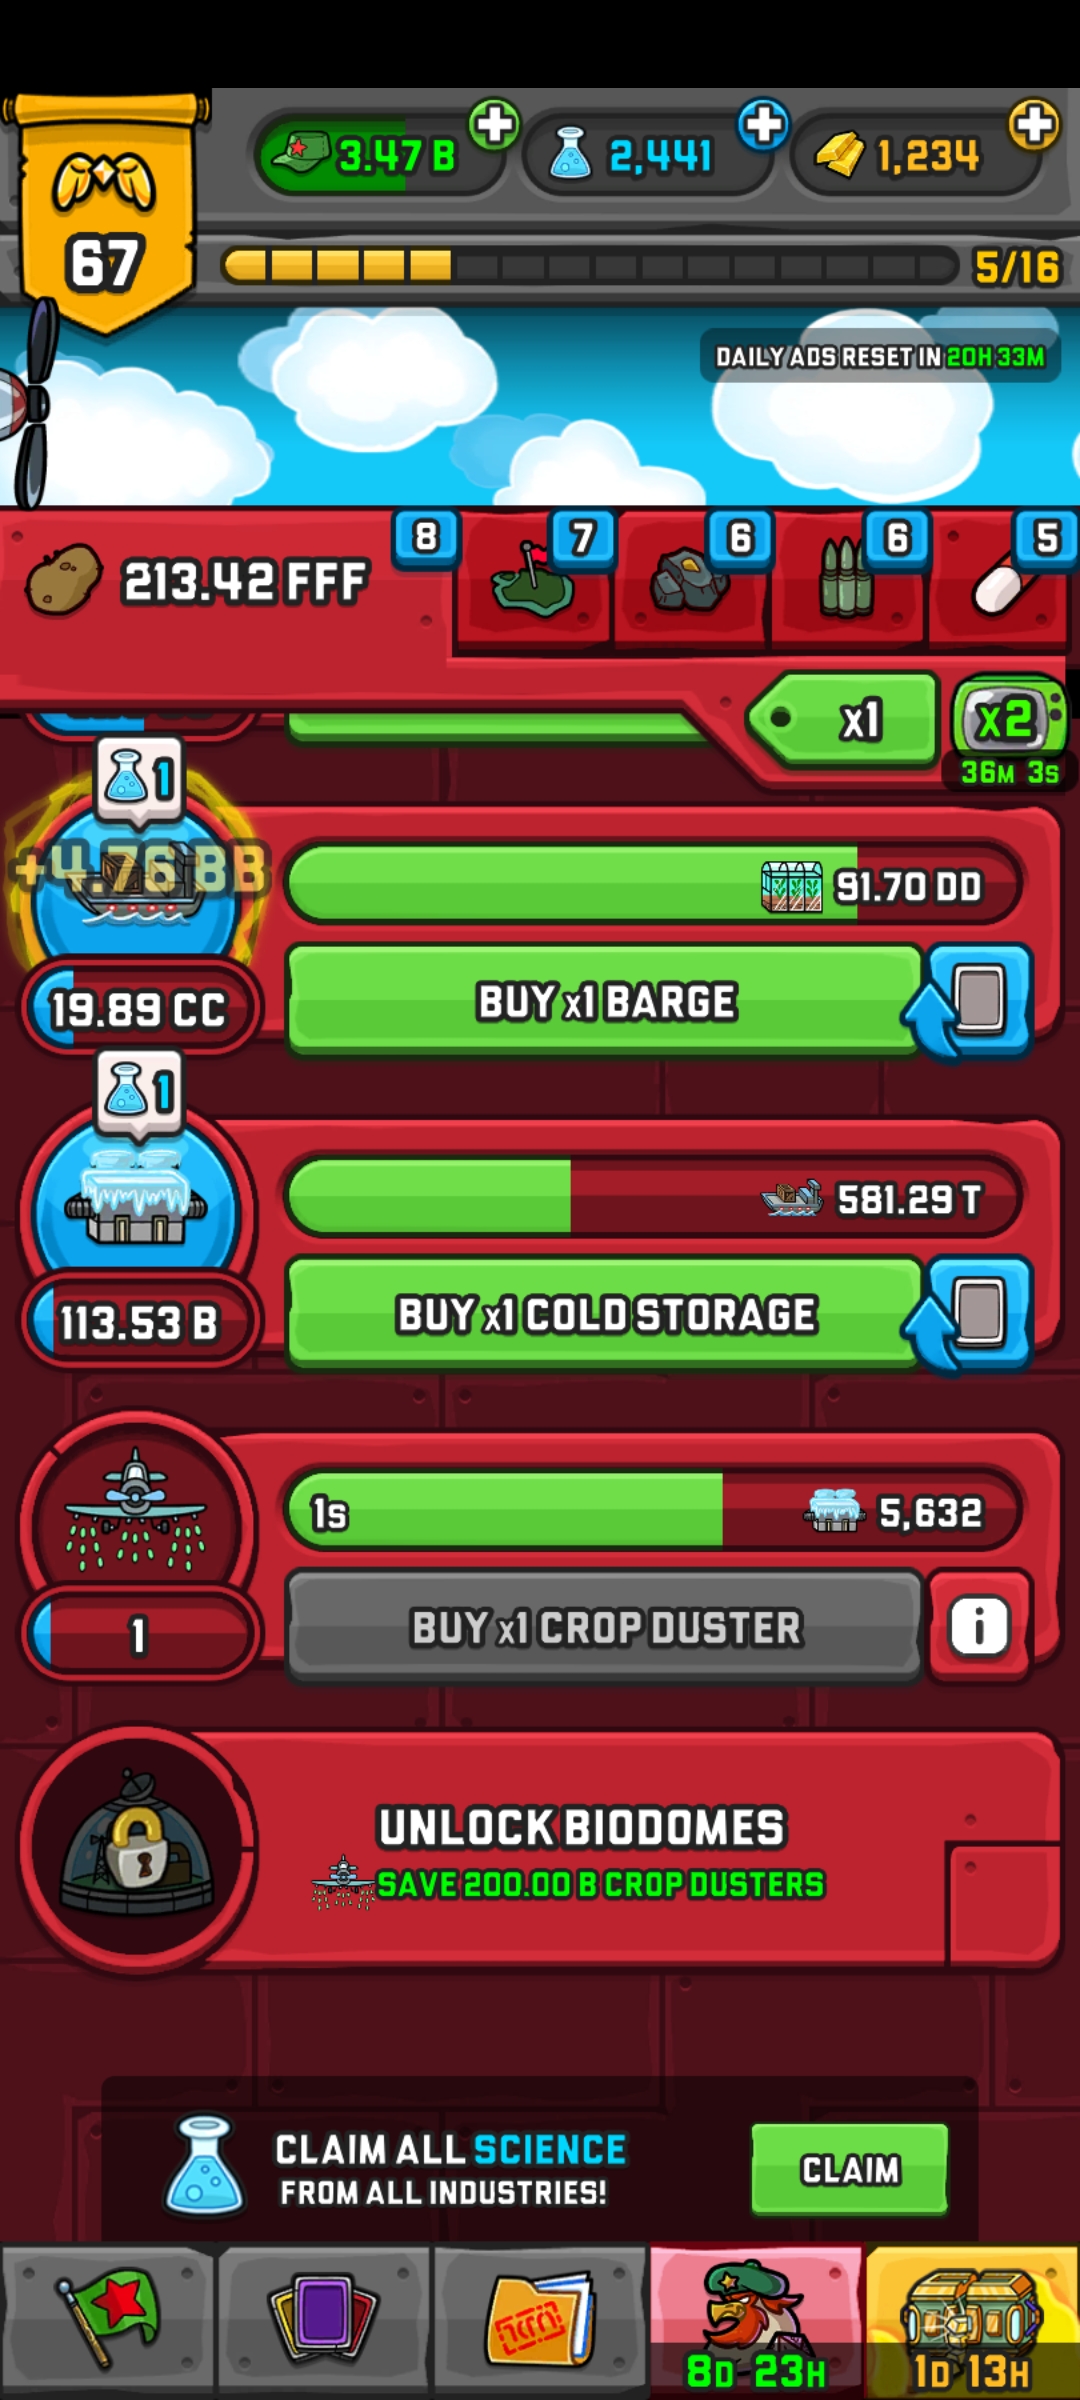 3.47 B
2,441
1,234
67
5/16
DAILY ADS RESET IN 20H 33M
213.42 FFF
8
7
6
6
5
x1
x2
36M 3S
1
+4.76 BB
91.70 DD
19.89 CC
BUY x1 BARGE
1
581.29 T
113.53 B
BUY x1 COLD STORAGE
1s
5,632
1
BUY x1 CROP DUSTER
i
UNLOCK BIODOMES
SAVE 200.00 B CROP DUSTERS
CLAIM ALL SCIENCE
FROM ALL INDUSTRIES!
CLAIM
8D 23H
1D 13H